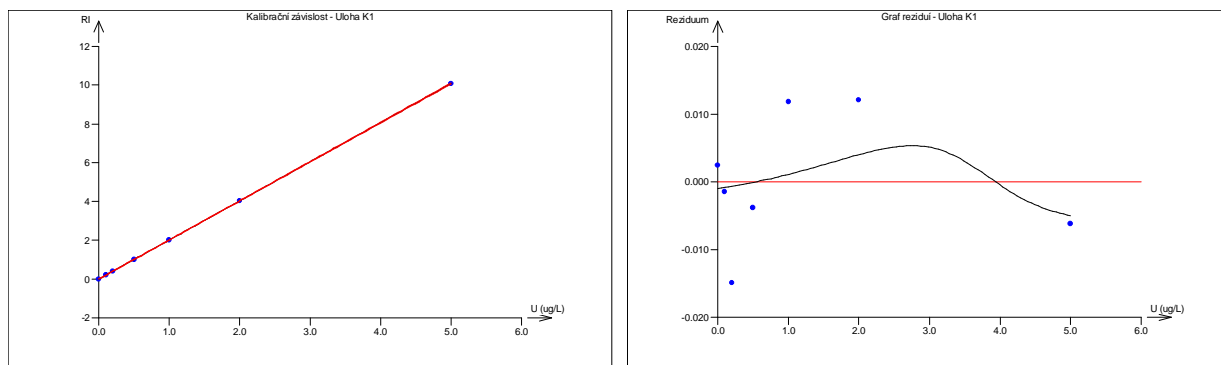 Kalibrační závislost - Uloha K1
RI
12
10
8
6
4
2
0
-2
0.0 1.0 2.0 3.0 4.0 5.0 6.0
U (ug/L)
Graf reziduí - Uloha K1
Reziduum
0.020
0.010
0.000
-0.010
-0.020
0.0 1.0 2.0 3.0 4.0 5.0 6.0
U (ug/L)